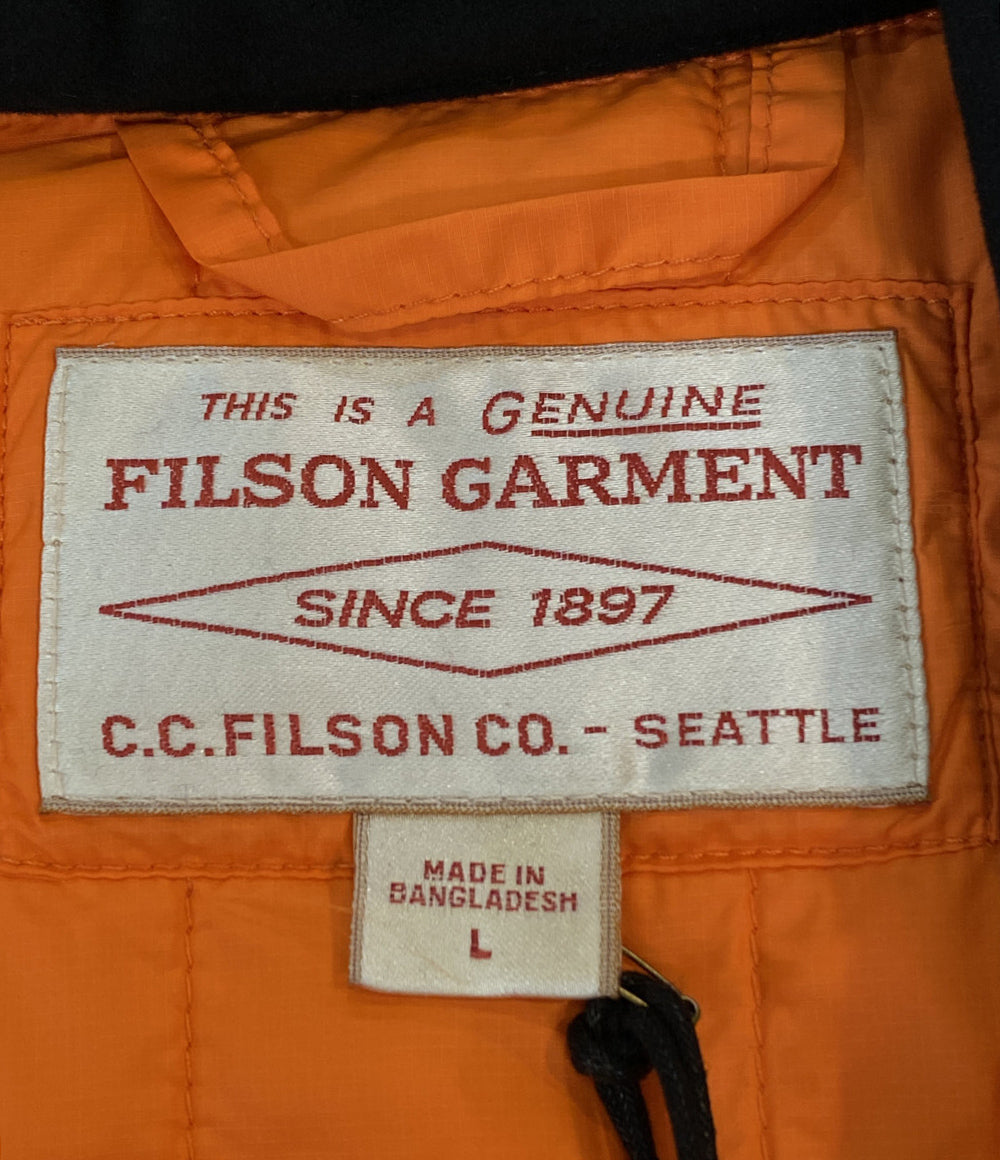 THIS IS A GENUINE
FILSON GARMENT
SINCE 1897
C.C. FILSON CO. - SEATTLE
MADE IN
BANGLADESH
L